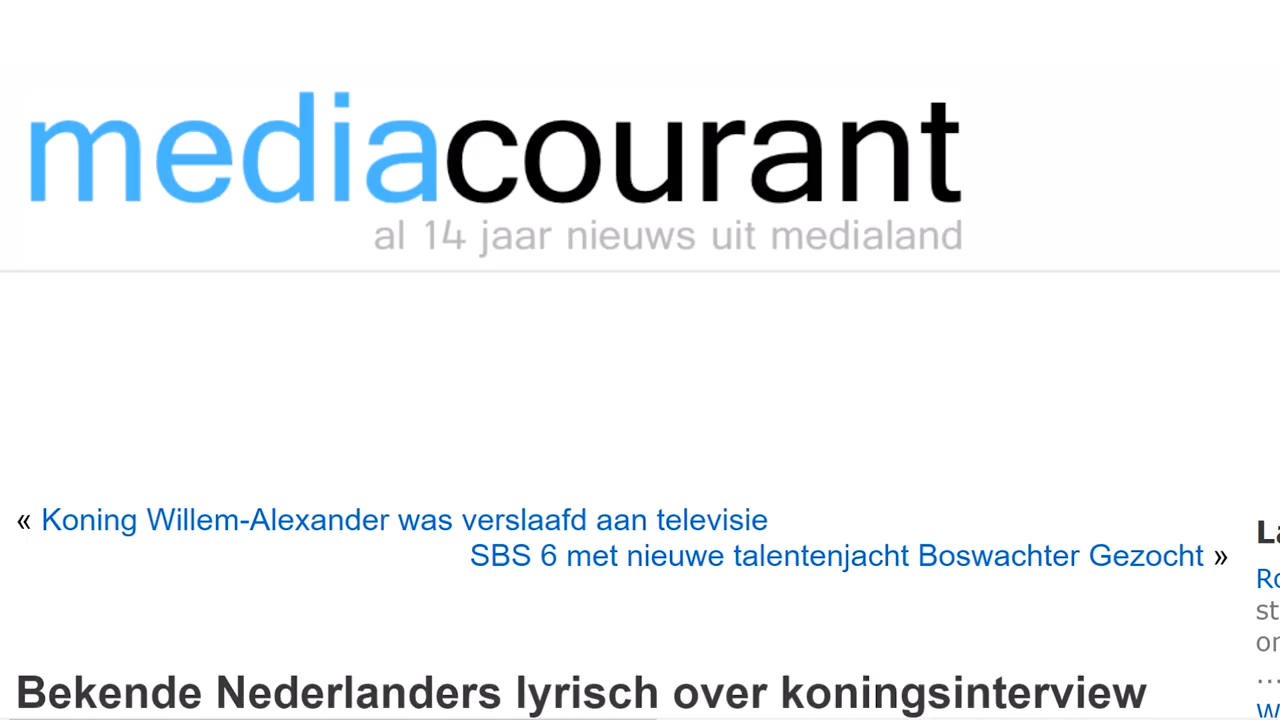 mediacourant
al 14 jaar nieuws uit medialand
« Koning Willem-Alexander was verslaafd aan televisie
SBS 6 met nieuwe talentenjacht Boswachter Gezocht »
Bekende Nederlanders lyrisch over koningsinterview